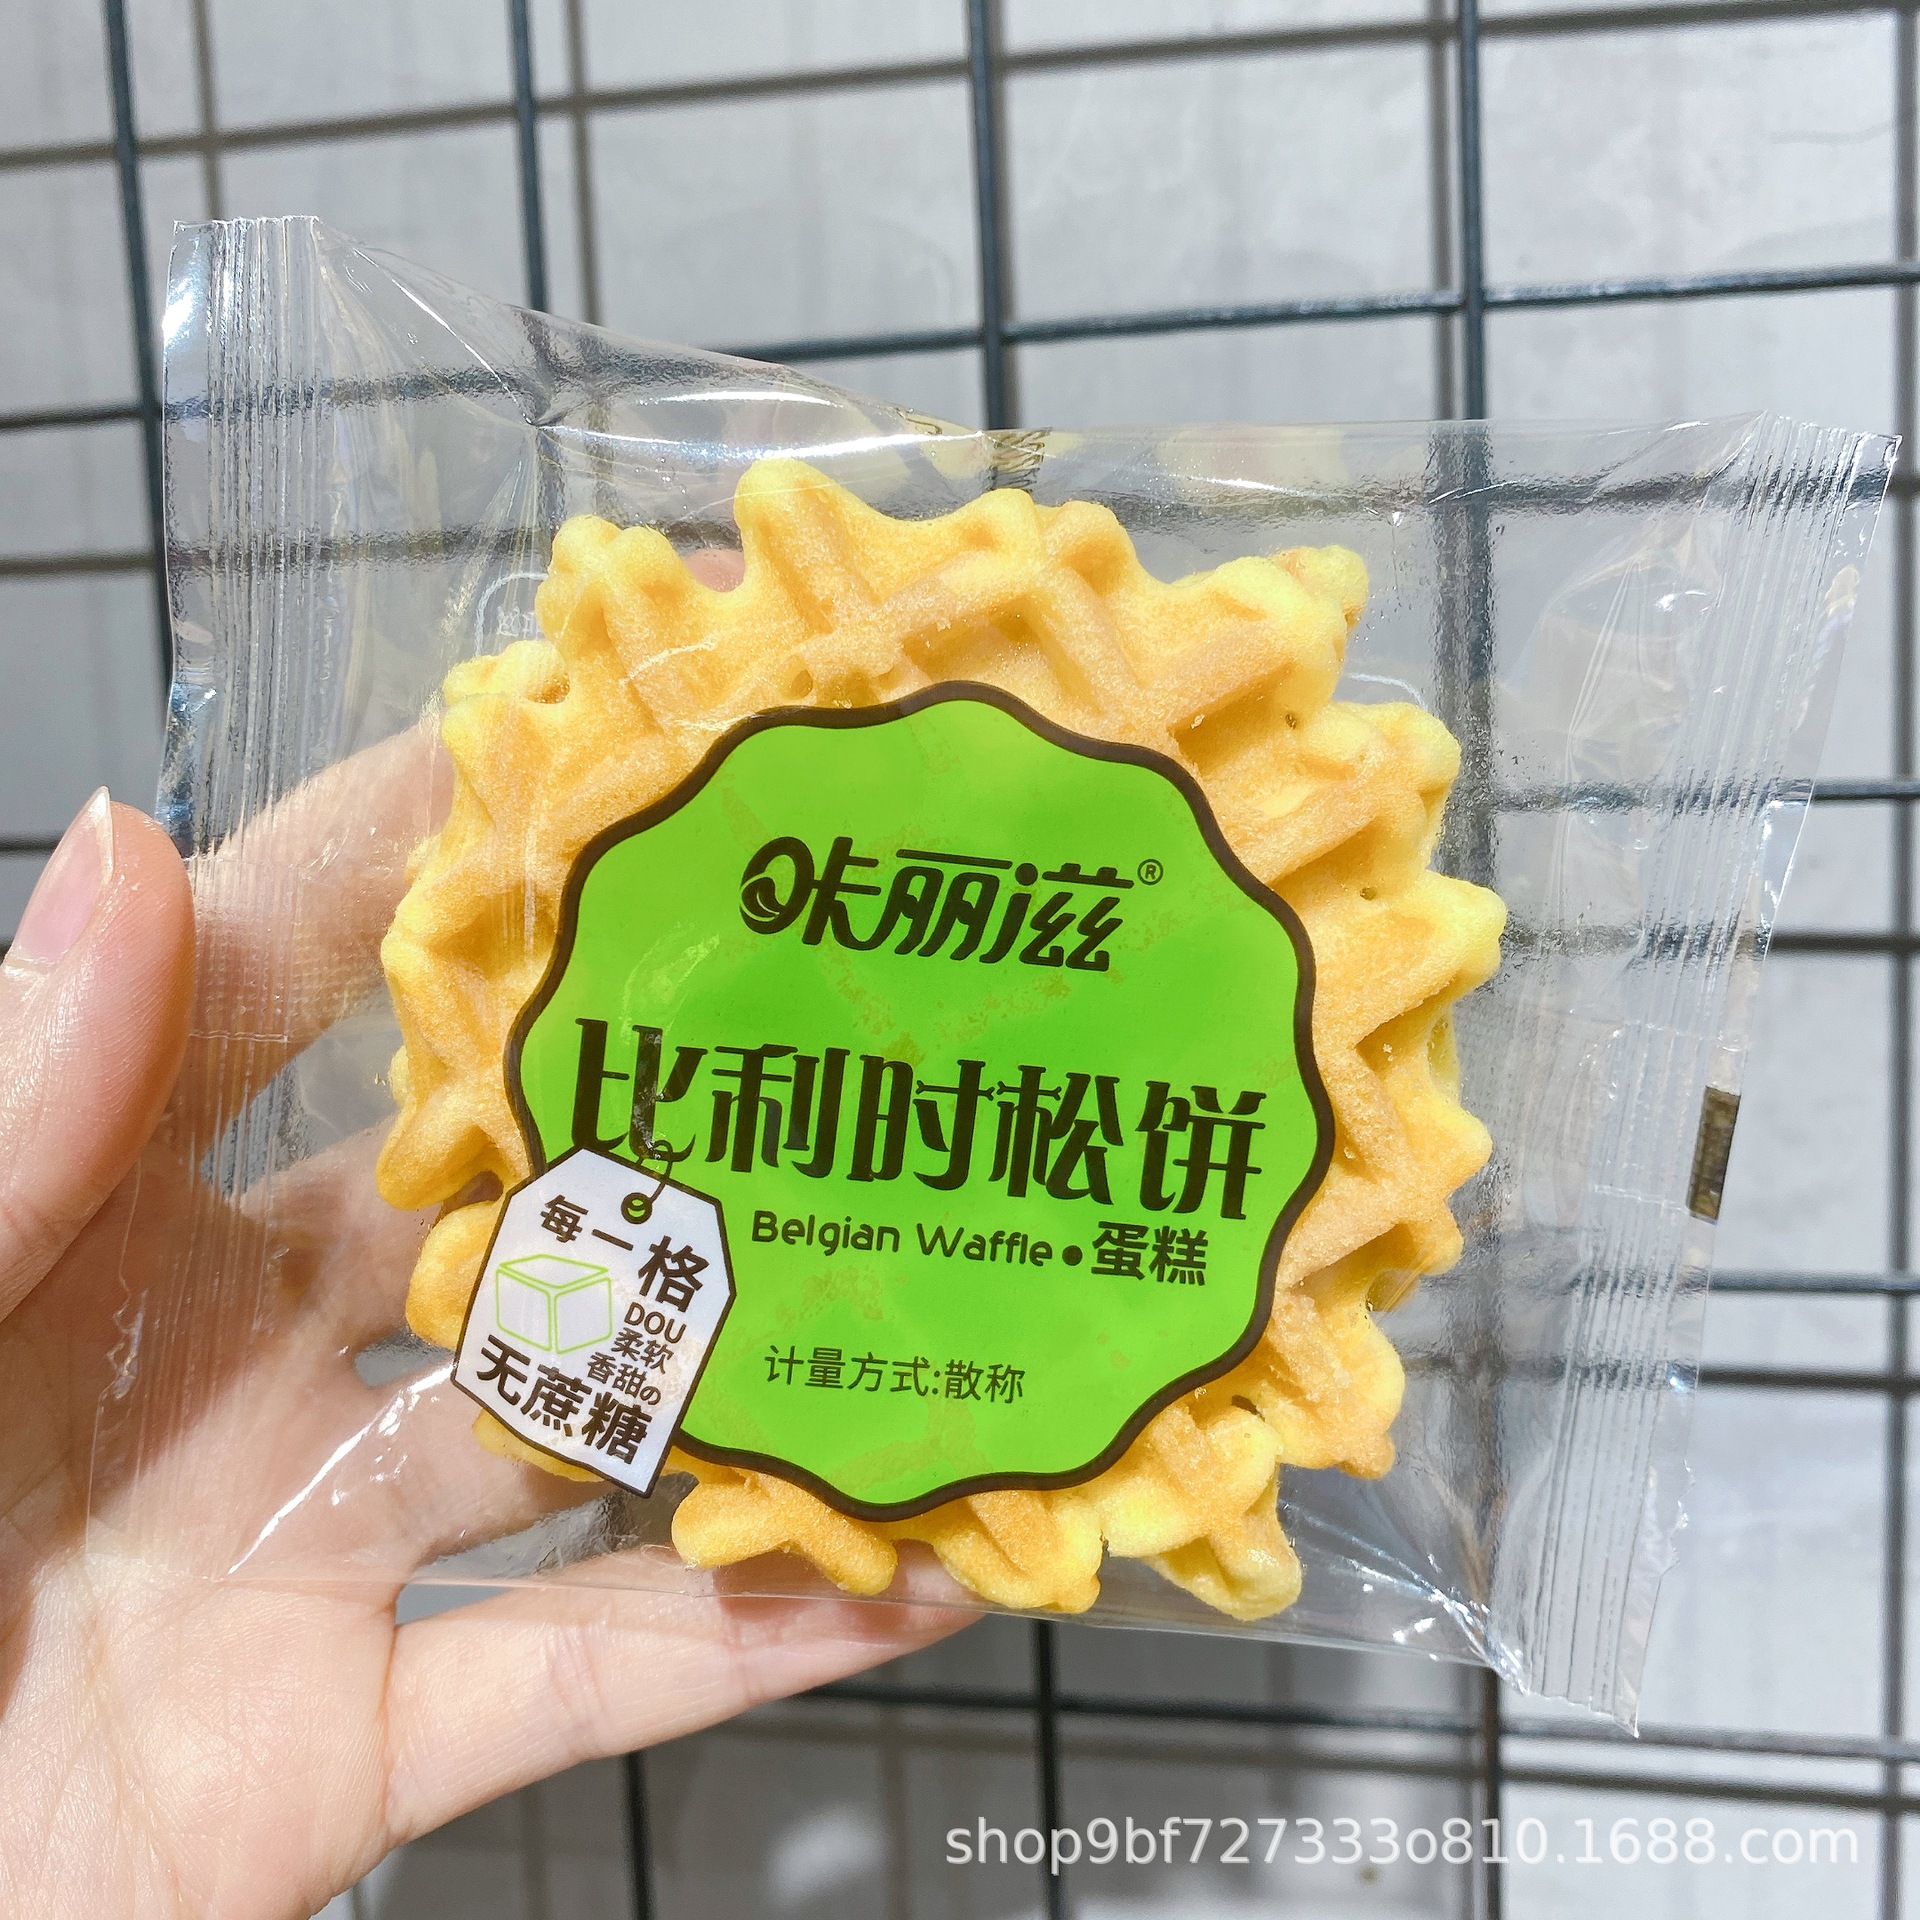 咔丽滋®
比利时松饼
Belgian Waffle•蛋糕
计量方式:散称
每一格
DOU
柔软
香甜の
无蔗糖
shop9bf727333o810.1688.com